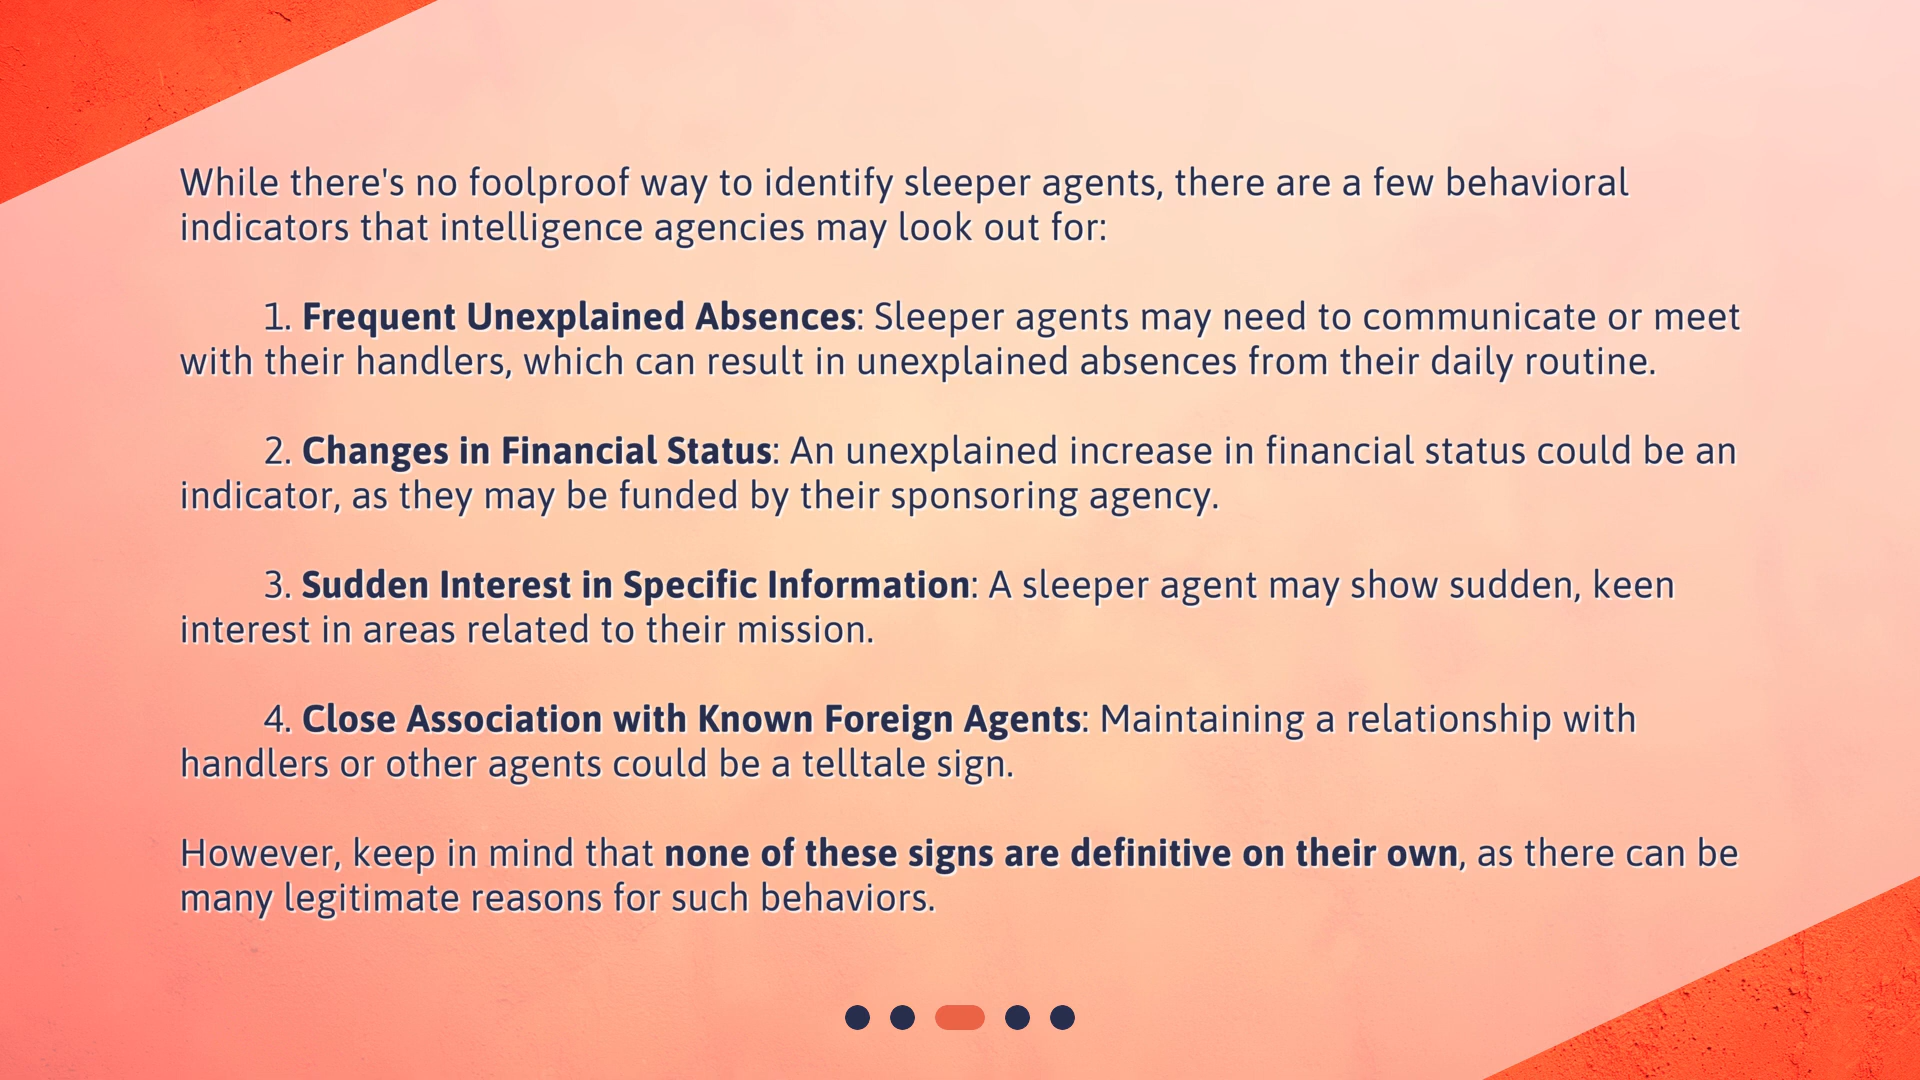 While there's no foolproof way to identify sleeper agents, there are a few behavioral
indicators that intelligence agencies may look out for:
1. Frequent Unexplained Absences: Sleeper agents may need to communicate or meet
with their handlers, which can result in unexplained absences from their daily routine.
2. Changes in Financial Status: An unexplained increase in financial status could be an
indicator, as they may be funded by their sponsoring agency.
3. Sudden Interest in Specific Information: A sleeper agent may show sudden, keen
interest in areas related to their mission.
4. Close Association with Known Foreign Agents: Maintaining a relationship with
handlers or other agents could be a telltale sign.
However, keep in mind that none of these signs are definitive on their own, as there can be
many legitimate reasons for such behaviors.